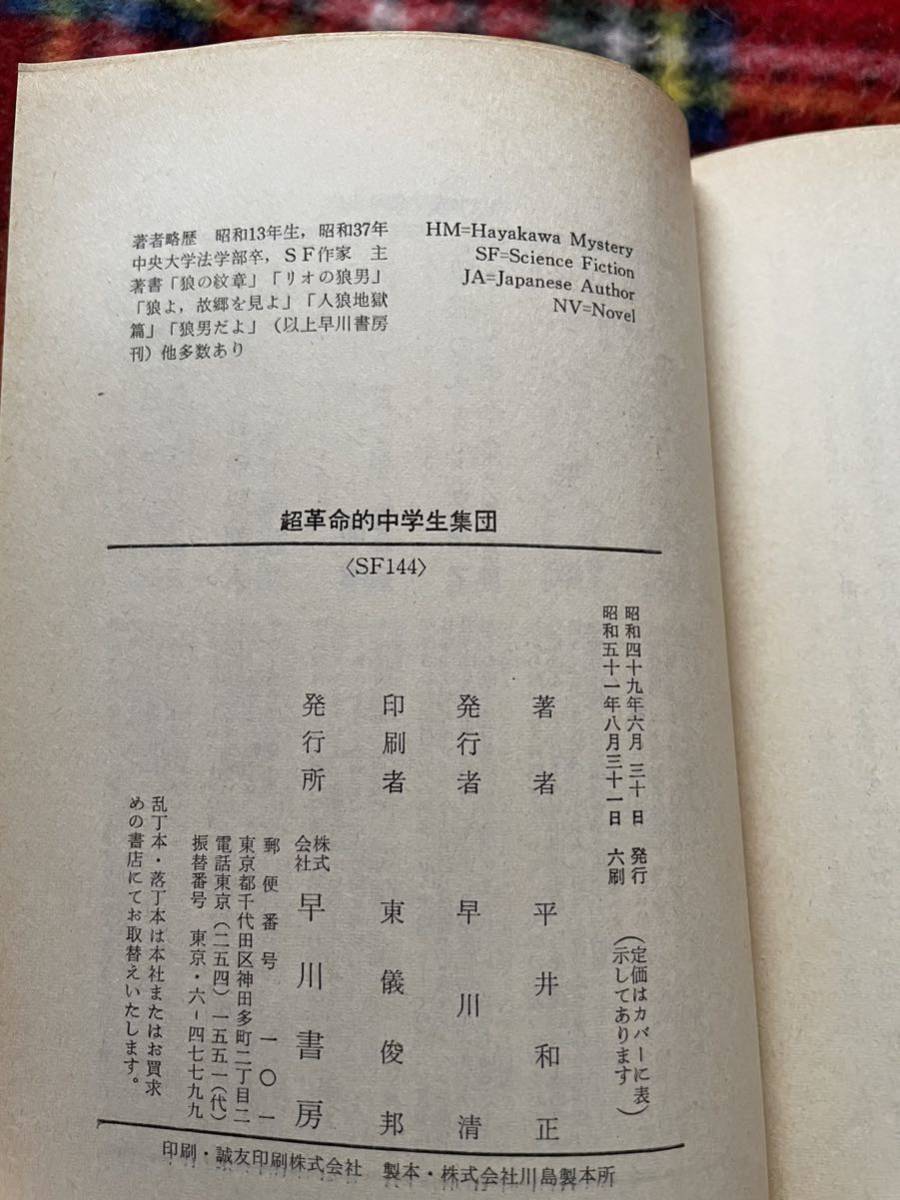 著者略歴 昭和13年生，昭和37年
中央大学法学部卒，ＳＦ作家 主
著書「狼の紋章」「リオの狼男」
「狼よ，故郷を見よ」「人狼地獄
篇」「狼男だよ」（以上早川書房
刊）他多数あり
HM=Hayakawa Mystery
SF=Science Fiction
JA=Japanese Author
NV=Novel
超革命的中学生集団
〈SF144〉
昭和四十九年六月三十日 発行
昭和五十一年八月三十一日 六刷
（定価はカバーに表
示してあります）
著者 平井和正
発行者 早川清
印刷者 東儀俊邦
発行所 株式会社 早川書房
郵便番号 一〇一
東京都千代田区神田多町二丁目二
電話東京（二五四）一五五一（代）
振替番号 東京・六-四七七九九
乱丁本・落丁本は本社またはお買求
めの書店にてお取替えいたします。
印刷・誠友印刷株式会社 製本・株式会社川島製本所